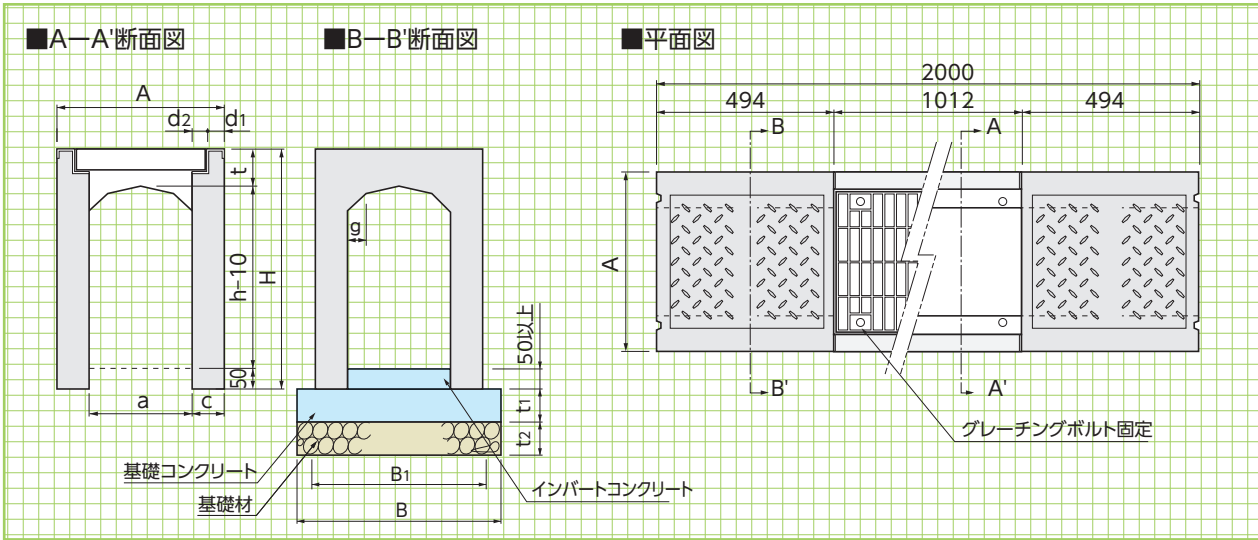 ■A－A'断面図
A
d2
d1
t
h-10
H
50
a
c
■B－B'断面図
g
50以上
t1
t2
B1
B
基礎コンクリート
基礎材
インバートコンクリート
■平面図
2000
494
1012
494
B
A
A
B'
A'
グレーチングボルト固定